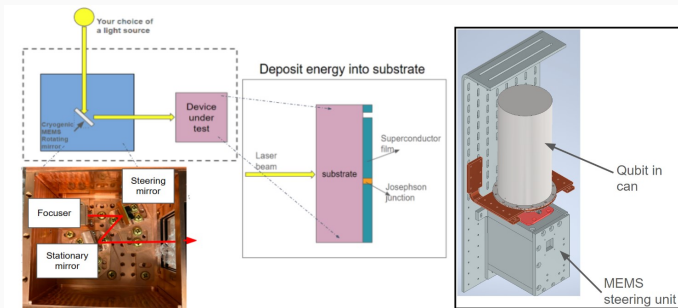 Your choice of
a light source
Cryogenic
MEMS
Rotating
mirror -
Device
under
test
Steering
mirror
Focuser
Stationary
mirror
Deposit energy into substrate
Laser
beam
substrate
Superconductor
film
Josephson
junction
Qubit in
can
MEMS
steering unit